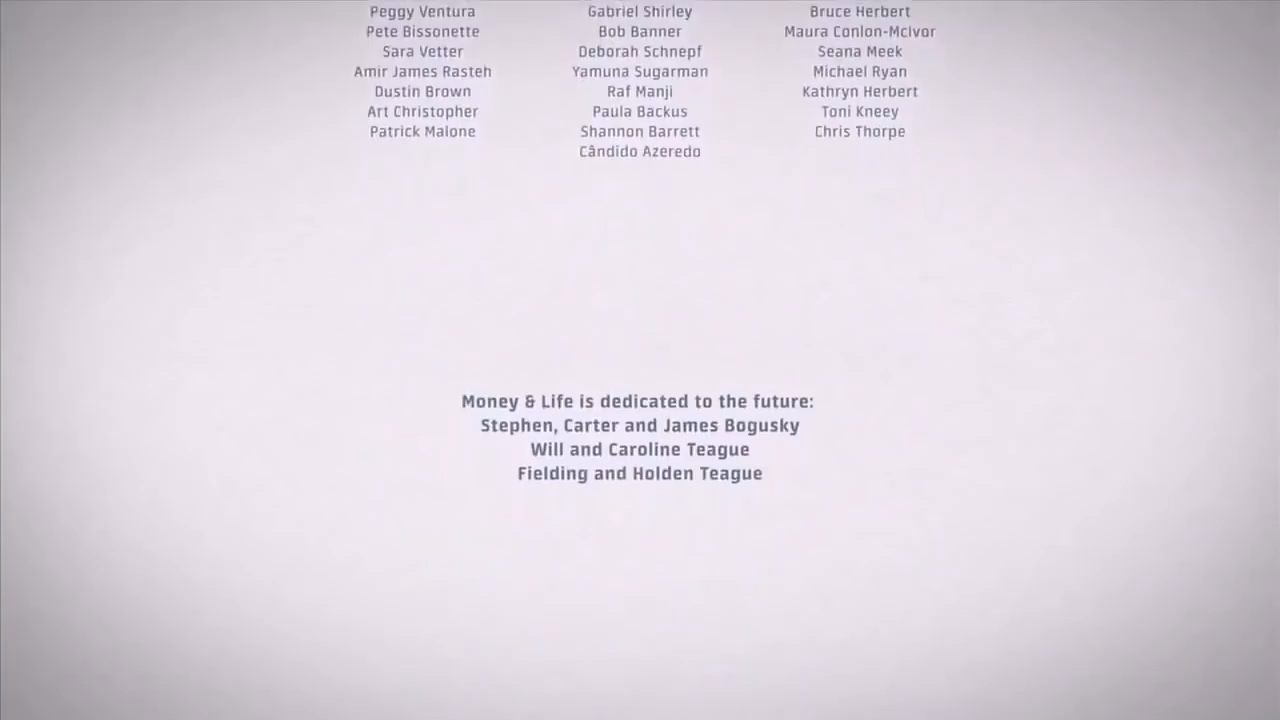 Peggy Ventura
Pete Bissonette
Sara Vetter
Amir James Rasteh
Dustin Brown
Art Christopher
Patrick Malone
Gabriel Shirley
Bob Banner
Deborah Schnepf
Yamuna Sugarman
Raf Manji
Paula Backus
Shannon Barrett
Cândido Azeredo
Bruce Herbert
Maura Conlon-McIvor
Seana Meek
Michael Ryan
Kathryn Herbert
Toni Kneey
Chris Thorpe
Money & Life is dedicated to the future:
Stephen, Carter and James Bogusky
Will and Caroline Teague
Fielding and Holden Teague